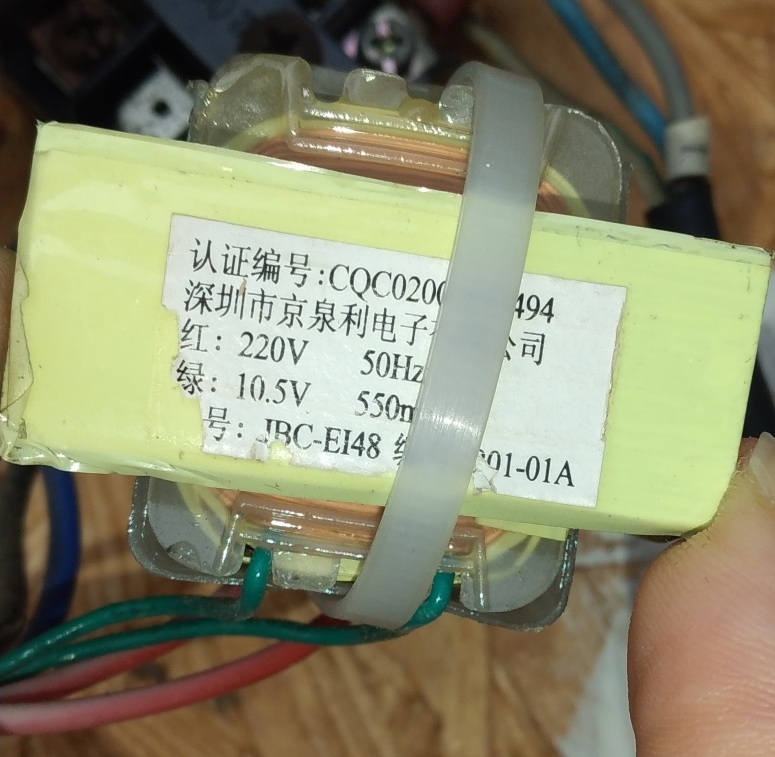 认证编号:CQC0200 494
深圳市京泉利电子 公司
红: 220V 50Hz
绿: 10.5V 550m
号: JBC-EI48 01-01A